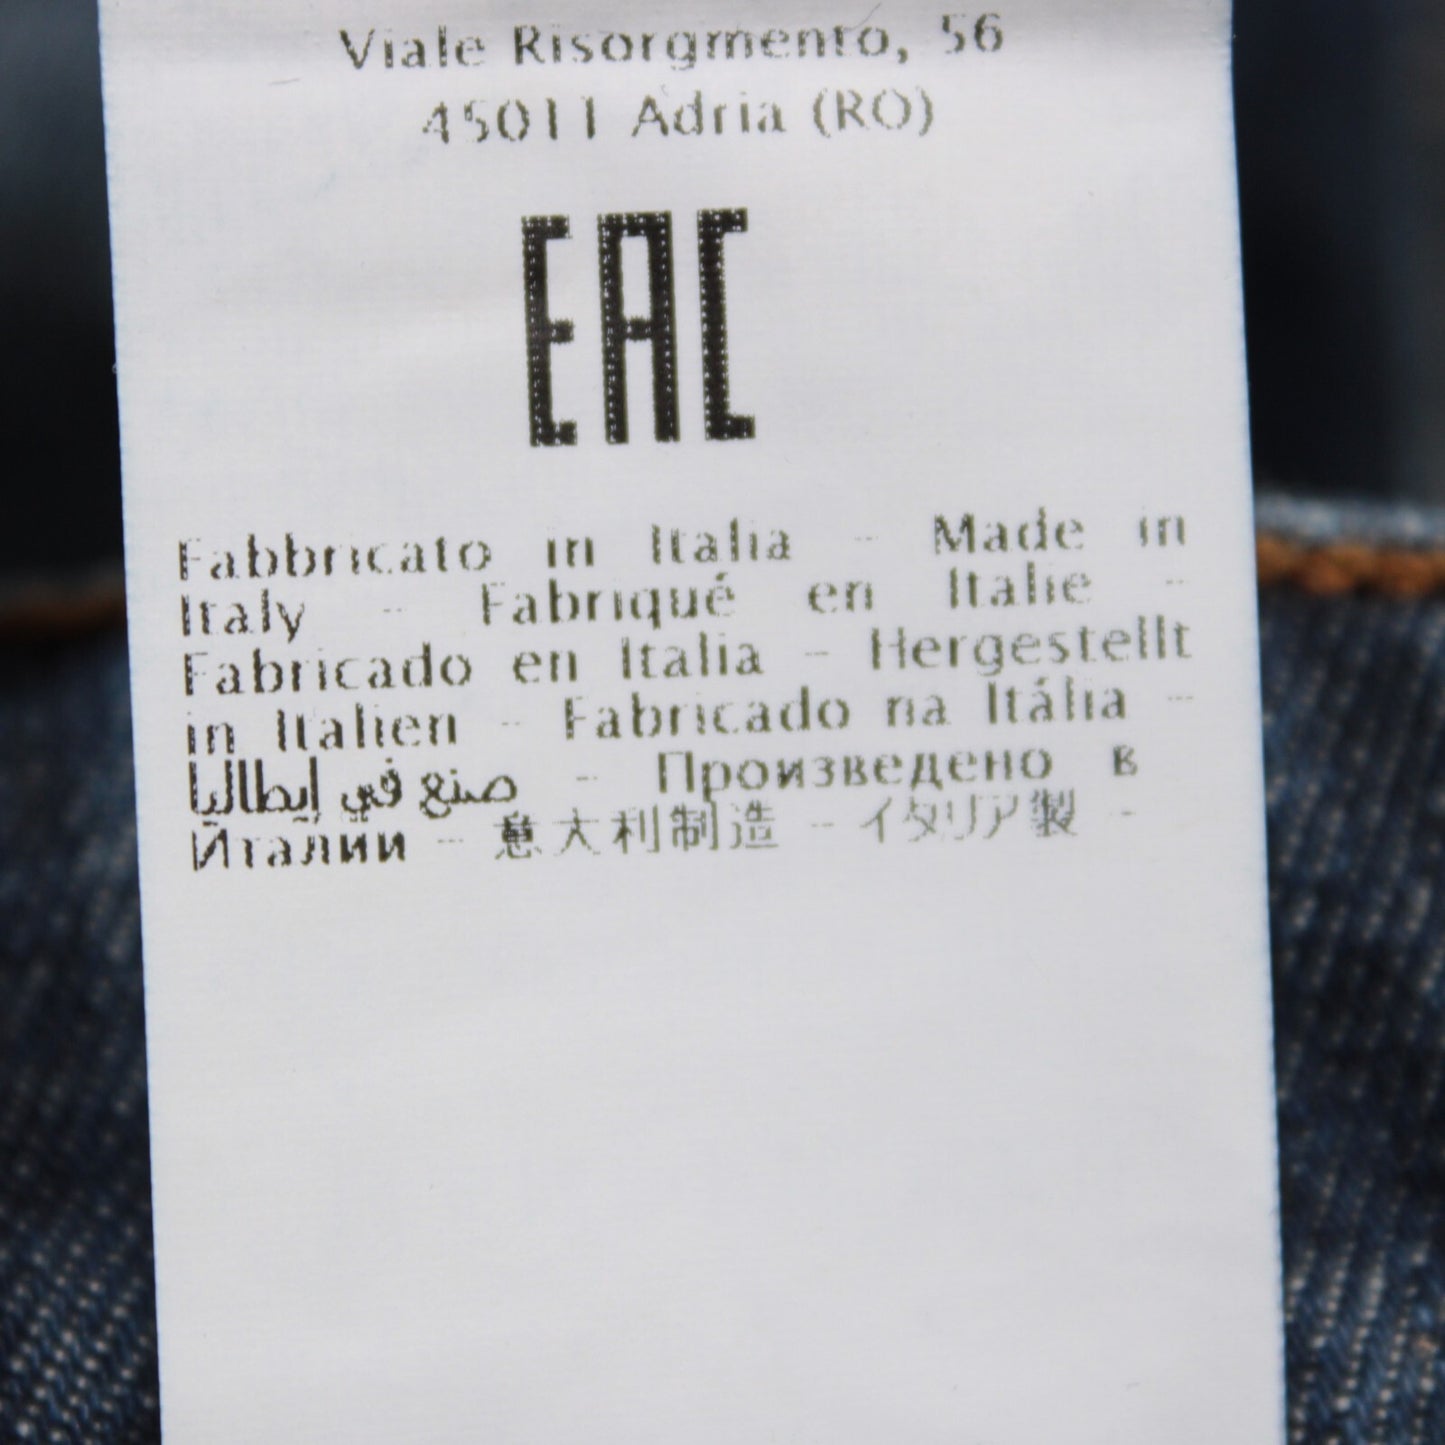 Viale Risorgmento, 56
45011 Adria (RO)
EAC
Fabbricato in Italia - Made in
Italy - Fabriqué en Italie -
Fabricado en Italia - Hergestellt
in Italien - Fabricado na Itália -
صنع في إيطاليا - Произведено в
Италии - 意大利制造 - イタリア製 -